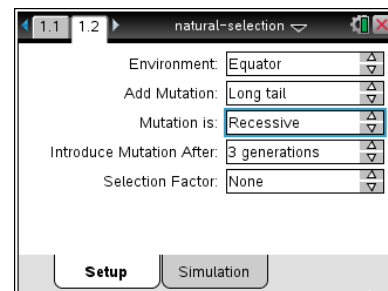 1.1 1.2 natural-selection
Environment: Equator
Add Mutation: Long tail
Mutation is: Recessive
Introduce Mutation After: 3 generations
Selection Factor: None
Setup Simulation